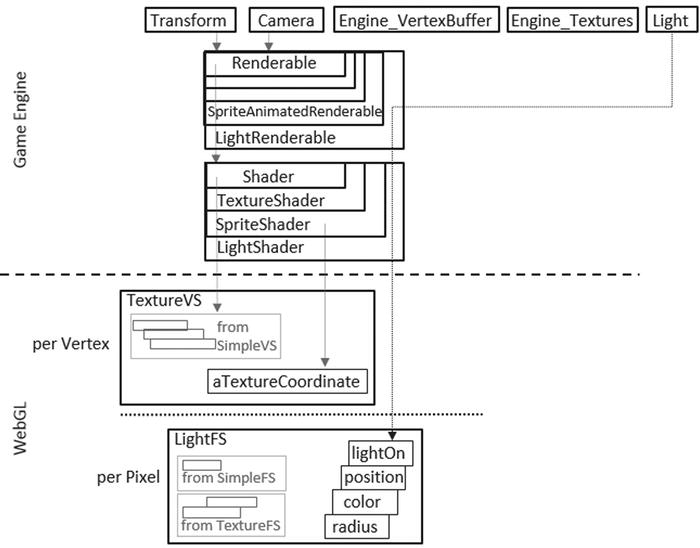 Transform
Camera
Engine_VertexBuffer
Engine_Textures
Light
Game Engine
Renderable
SpriteAnimatedRenderable
LightRenderable
Shader
TextureShader
SpriteShader
LightShader
WebGL
TextureVS
per Vertex
from
SimpleVS
aTextureCoordinate
LightFS
per Pixel
from SimpleFS
from TextureFS
lightOn
position
color
radius